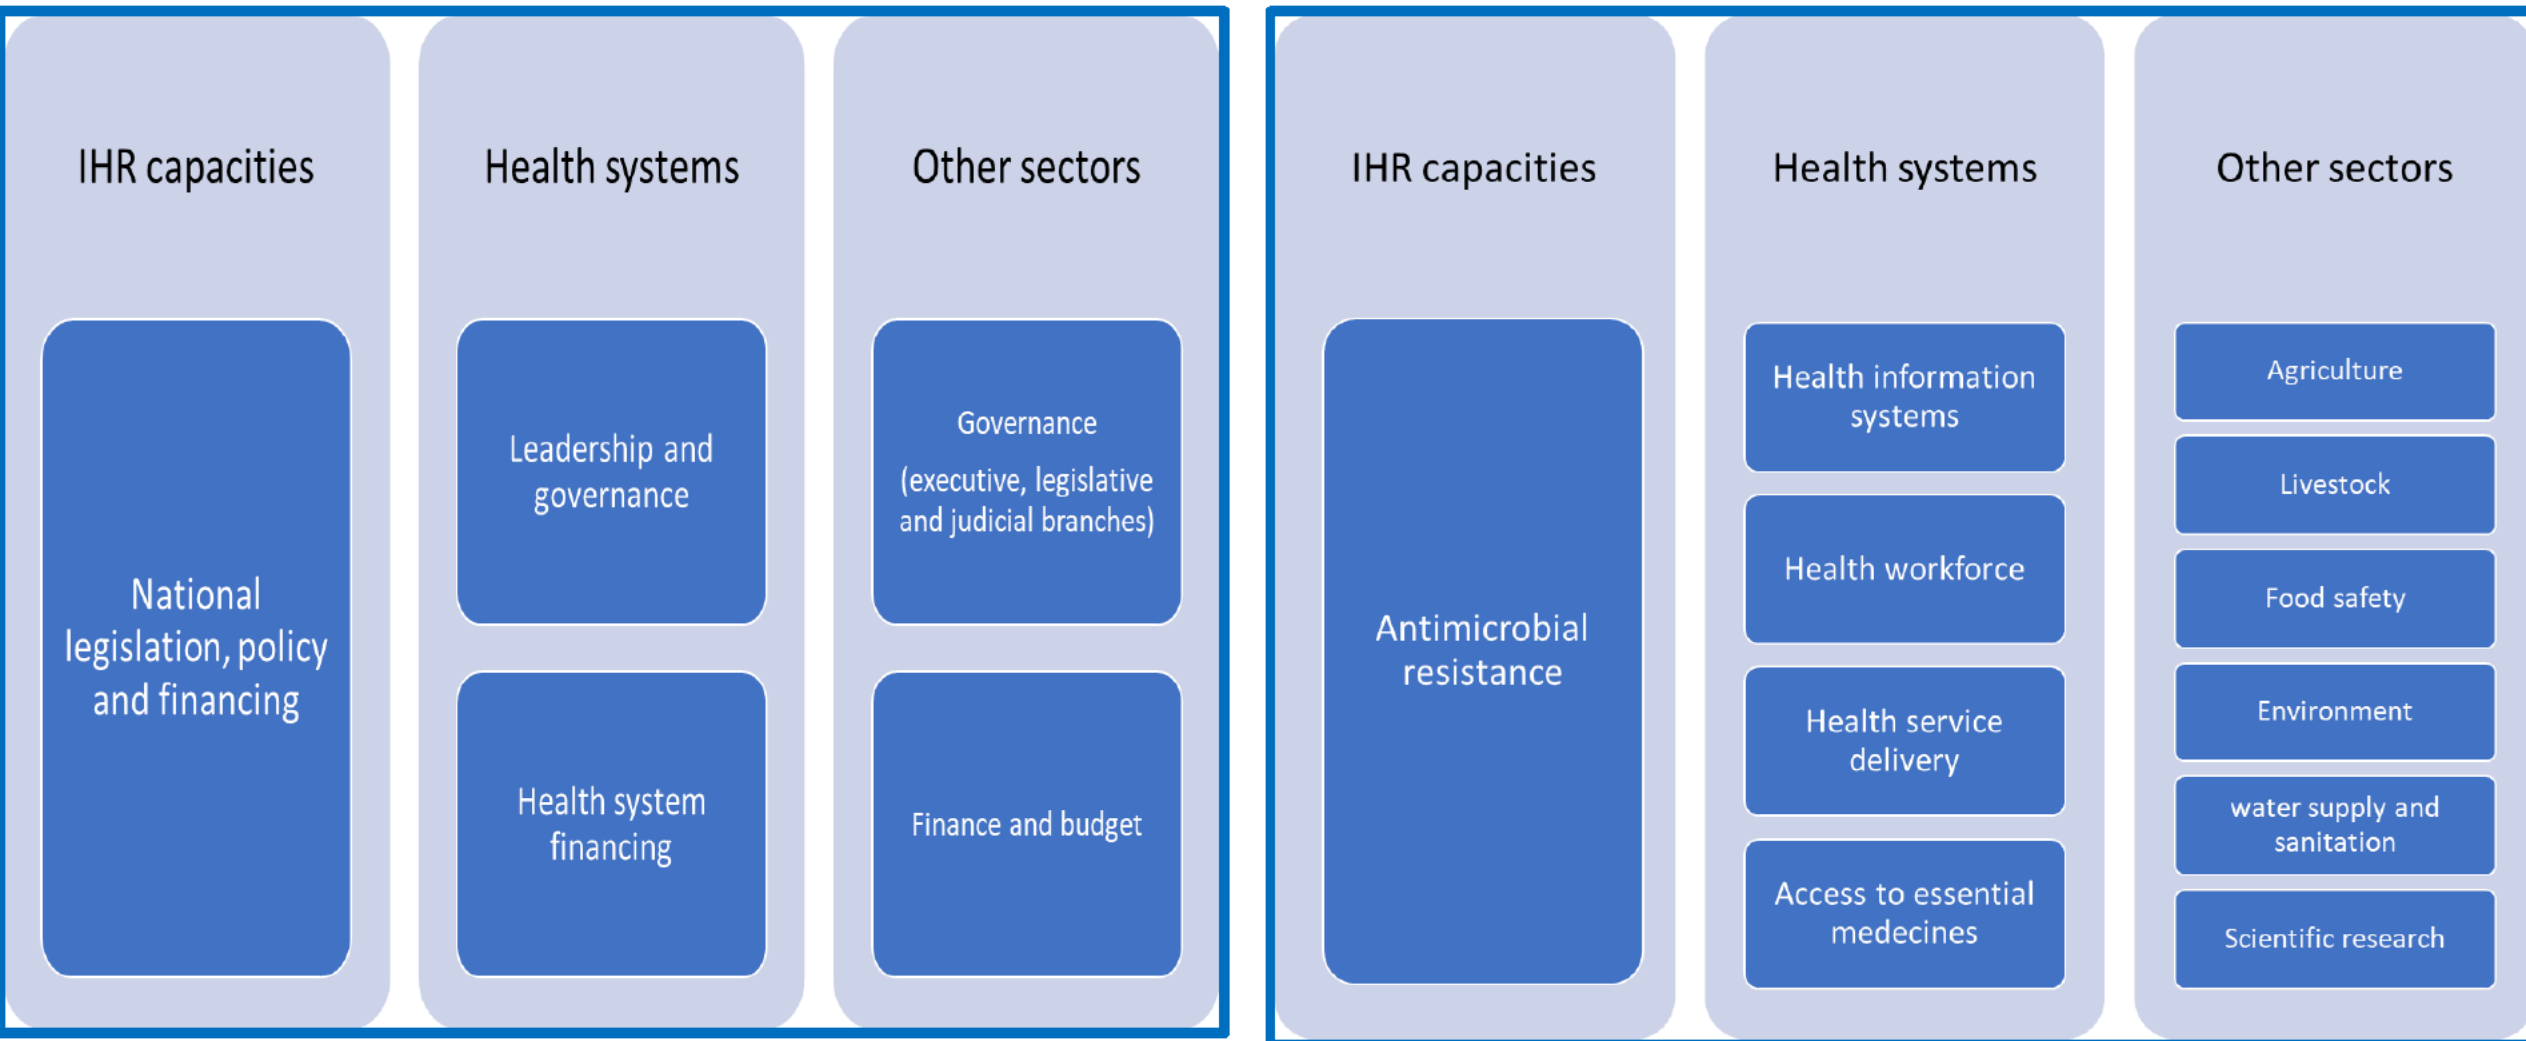 IHR capacities
National
legislation, policy
and financing
Health systems
Leadership and
governance
Health system
financing
Other sectors
Governance
(executive, legislative
and judicial branches)
Finance and budget
IHR capacities
Antimicrobial
resistance
Health systems
Health information
systems
Health workforce
Health service
delivery
Access to essential
medecines
Other sectors
Agriculture
Livestock
Food safety
Environment
water supply and
sanitation
Scientific research